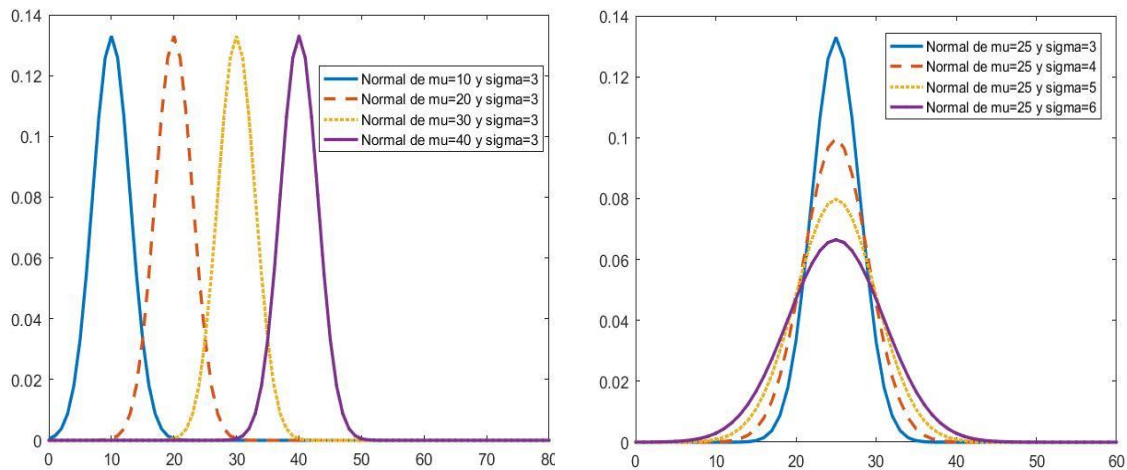 0.14
0.12
0.1
0.08
0.06
0.04
0.02
0
0 10 20 30 40 50 60 70 80
Normal de mu=10 y sigma=3
Normal de mu=20 y sigma=3
Normal de mu=30 y sigma=3
Normal de mu=40 y sigma=3
0.14
0.12
0.1
0.08
0.06
0.04
0.02
0
0 10 20 30 40 50 60
Normal de mu=25 y sigma=3
Normal de mu=25 y sigma=4
Normal de mu=25 y sigma=5
Normal de mu=25 y sigma=6